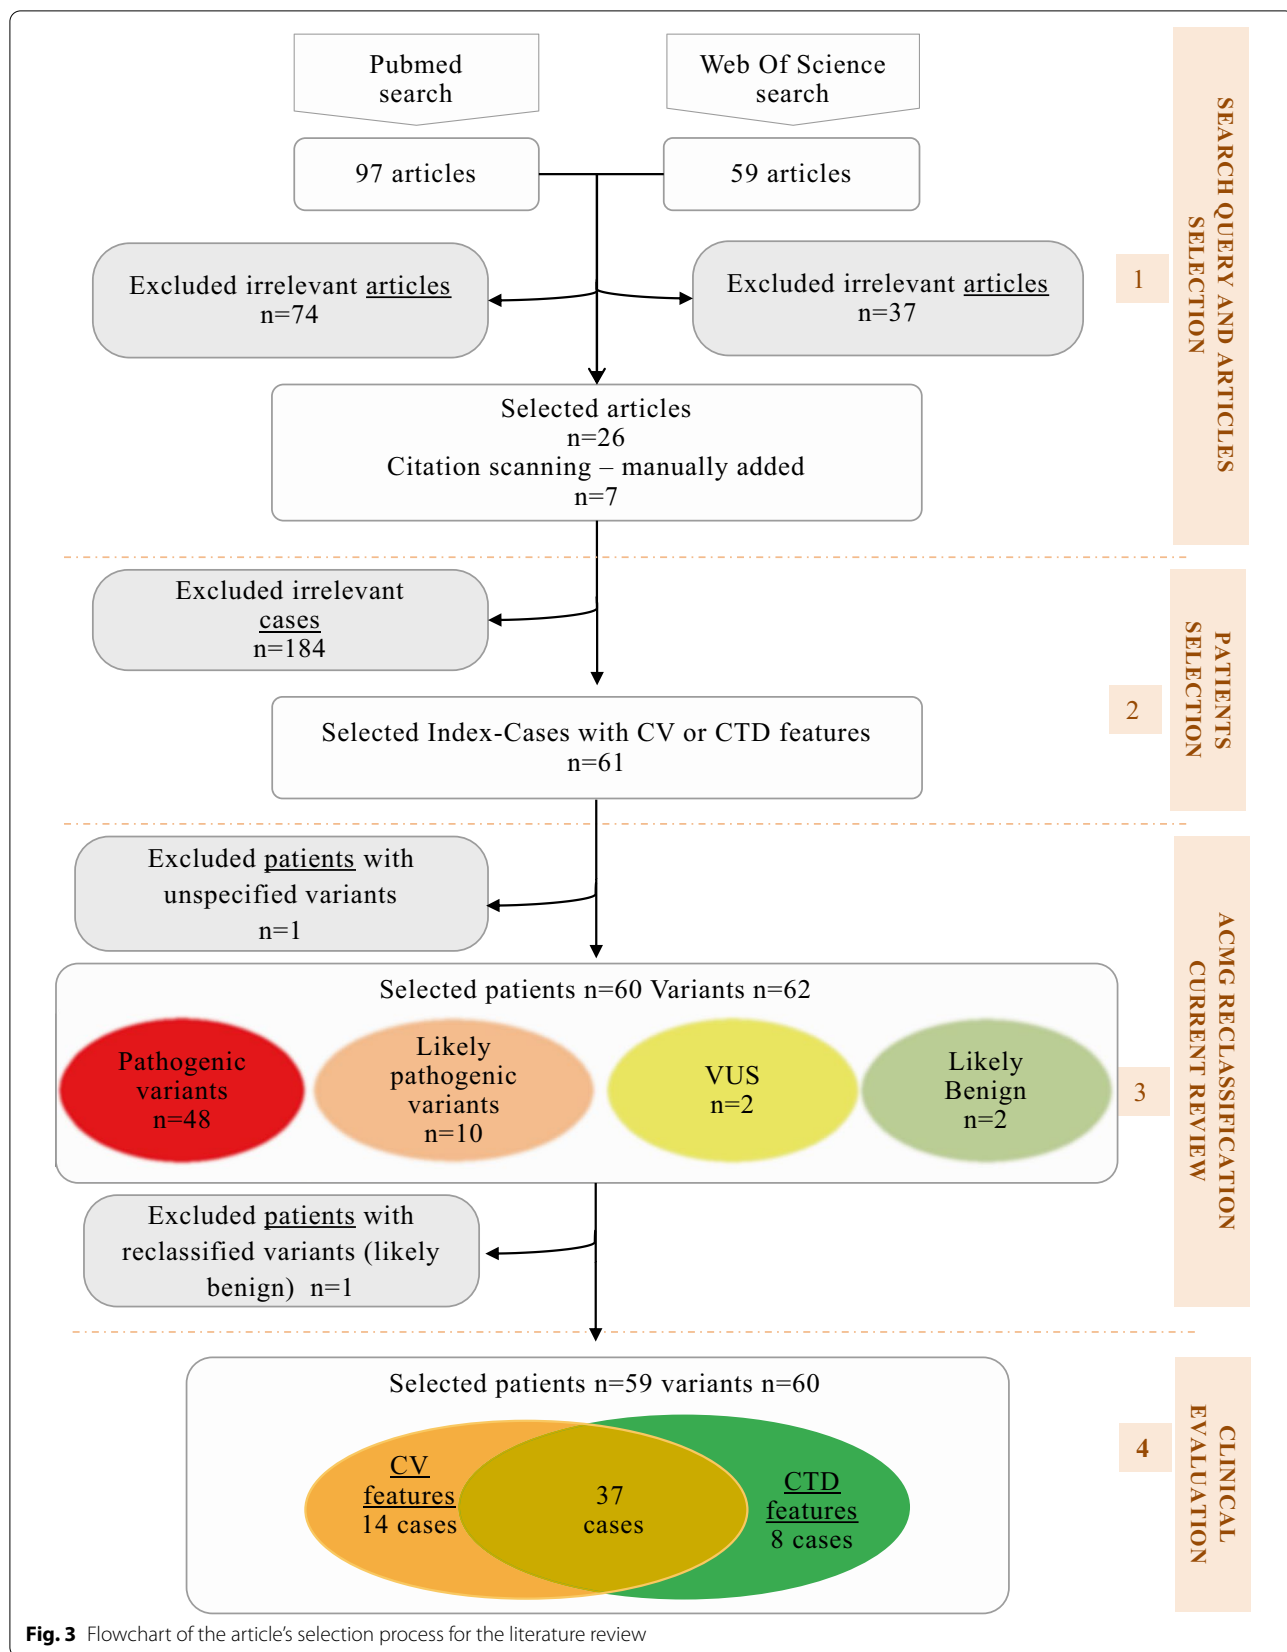 Pubmed
search
Web Of Science
search
97 articles
59 articles
Excluded irrelevant articles
n=74
Excluded irrelevant articles
n=37
Selected articles
n=26
Citation scanning – manually added
n=7
1
SEARCH QUERY AND ARTICLES
SELECTION
Excluded irrelevant
cases
n=184
Selected Index-Cases with CV or CTD features
n=61
2
PATIENTS
SELECTION
Excluded patients with
unspecified variants
n=1
Selected patients n=60 Variants n=62
Pathogenic
variants
n=48
Likely
pathogenic
variants
n=10
VUS
n=2
Likely
Benign
n=2
3
ACMG RECLASSIFICATION
CURRENT REVIEW
Excluded patients with
reclassified variants (likely
benign) n=1
Selected patients n=59 variants n=60
CV
features
14 cases
37
cases
CTD
features
8 cases
4
CLINICAL
EVALUATION
Fig. 3 Flowchart of the article's selection process for the literature review